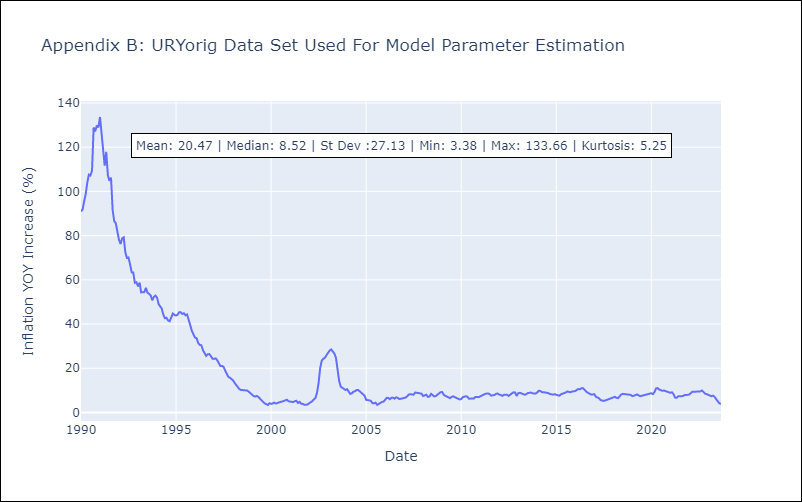 Appendix B: URYorig Data Set Used For Model Parameter Estimation
140
Mean: 20.47 | Median: 8.52 | St Dev :27.13 | Min: 3.38 | Max: 133.66 | Kurtosis: 5.25
120
100
80
60
40
20
0
Inflation YOY Increase (%)
1990 1995 2000 2005 2010 2015 2020
Date